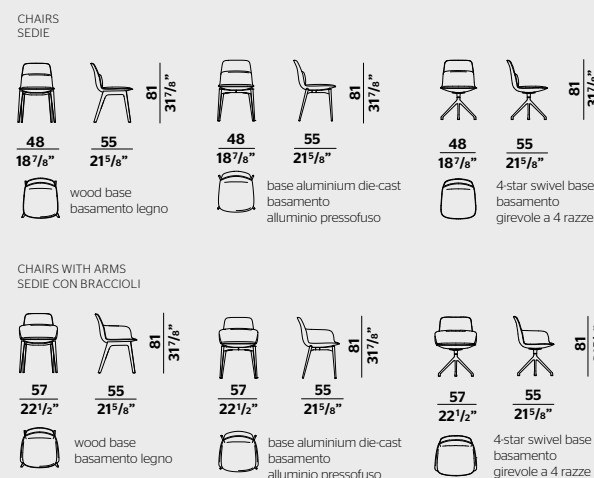 CHAIRS
SEDIE
81
31⁷/₈”
81
31⁷/₈”
81
48
18⁷/₈”
55
21⁵/₈”
48
18⁷/₈”
55
21⁵/₈”
48
18⁷/₈”
55
21⁵/₈”
wood base
basamento legno
base aluminium die-cast
basamento
alluminio pressofuso
4-star swivel base
basamento
girevole a 4 razze
CHAIRS WITH ARMS
SEDIE CON BRACCIOLI
81
31⁷/₈”
81
31⁷/₈”
81
57
22¹/₂”
55
21⁵/₈”
57
22¹/₂”
55
21⁵/₈”
57
22¹/₂”
55
21⁵/₈”
wood base
basamento legno
base aluminium die-cast
basamento
alluminio pressofuso
4-star swivel base
basamento
girevole a 4 razze